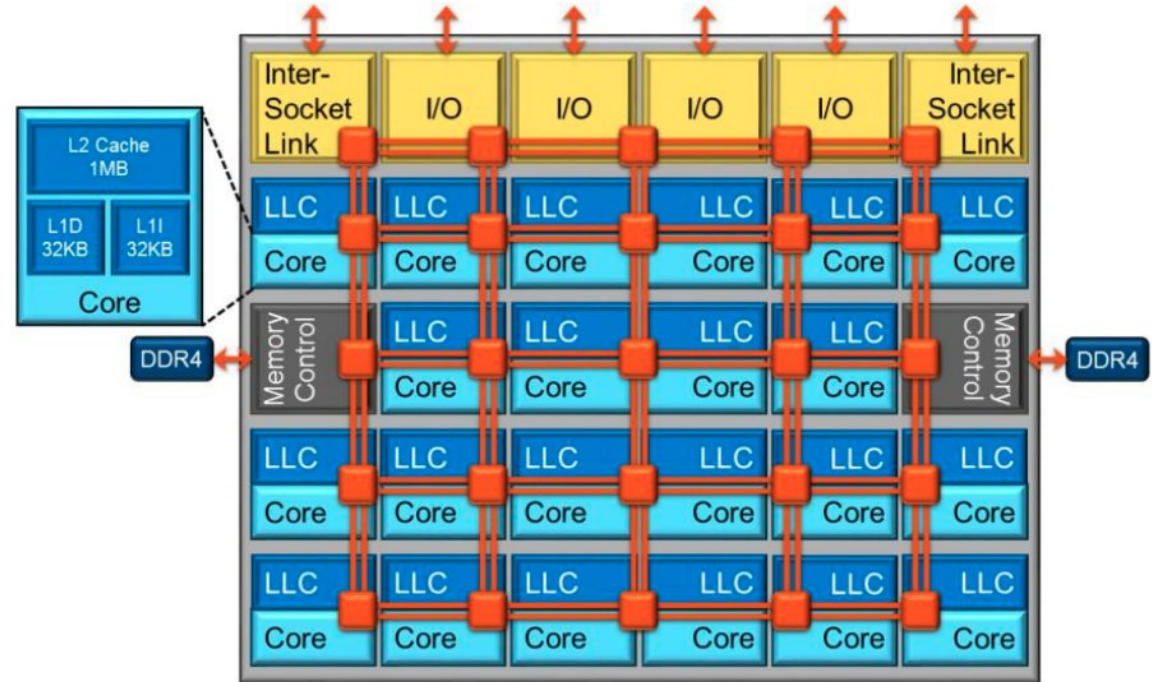 Inter-
Socket
Link
I/O
I/O
I/O
I/O
Inter-
Socket
Link
L2 Cache
1MB
L1D
32KB
L1I
32KB
Core
LLC
LLC
LLC
LLC
LLC
LLC
Core
Core
Core
Core
Core
Core
DDR4
Memory
Control
LLC
LLC
LLC
LLC
Core
Core
Core
Core
Memory
Control
DDR4
LLC
LLC
LLC
LLC
LLC
LLC
Core
Core
Core
Core
Core
Core
LLC
LLC
LLC
LLC
LLC
LLC
Core
Core
Core
Core
Core
Core